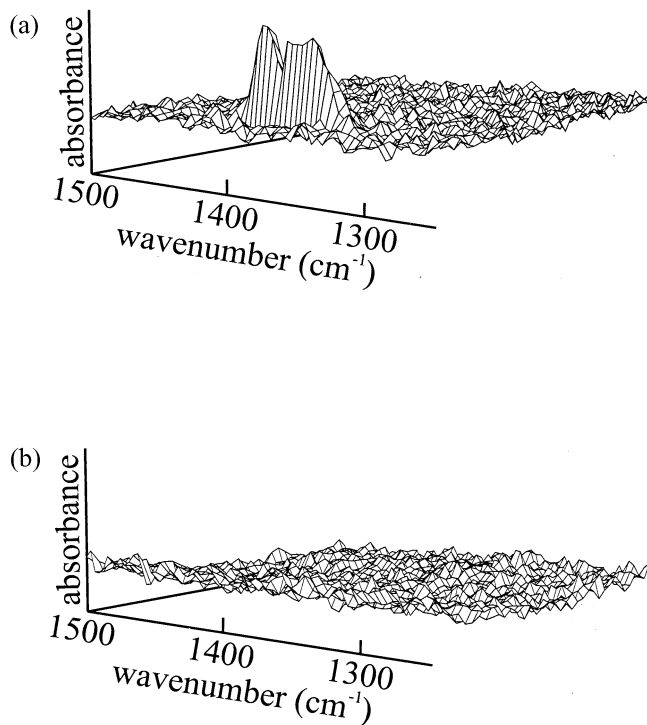 (a)
absorbance
1500
1400
1300
wavenumber (cm-1)
(b)
absorbance
1500
1400
1300
wavenumber (cm-1)